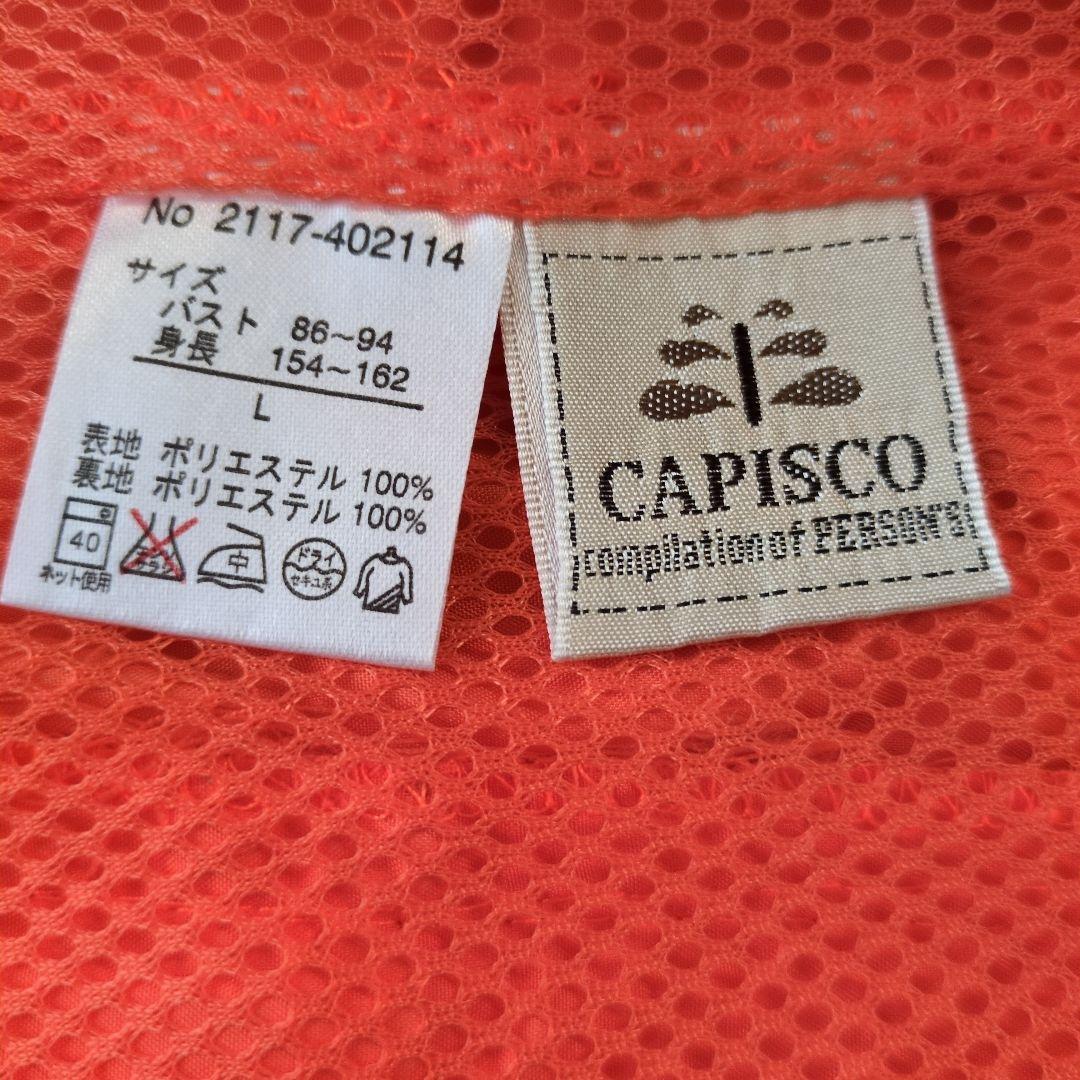 No 2117-402114
サイズ
バスト 86～94
身長 154～162
L
表地 ポリエステル 100%
裏地 ポリエステル 100%
40
ネット使用
中
ドライ
セキユ系
CAPISCO
compilation of PERSON'S